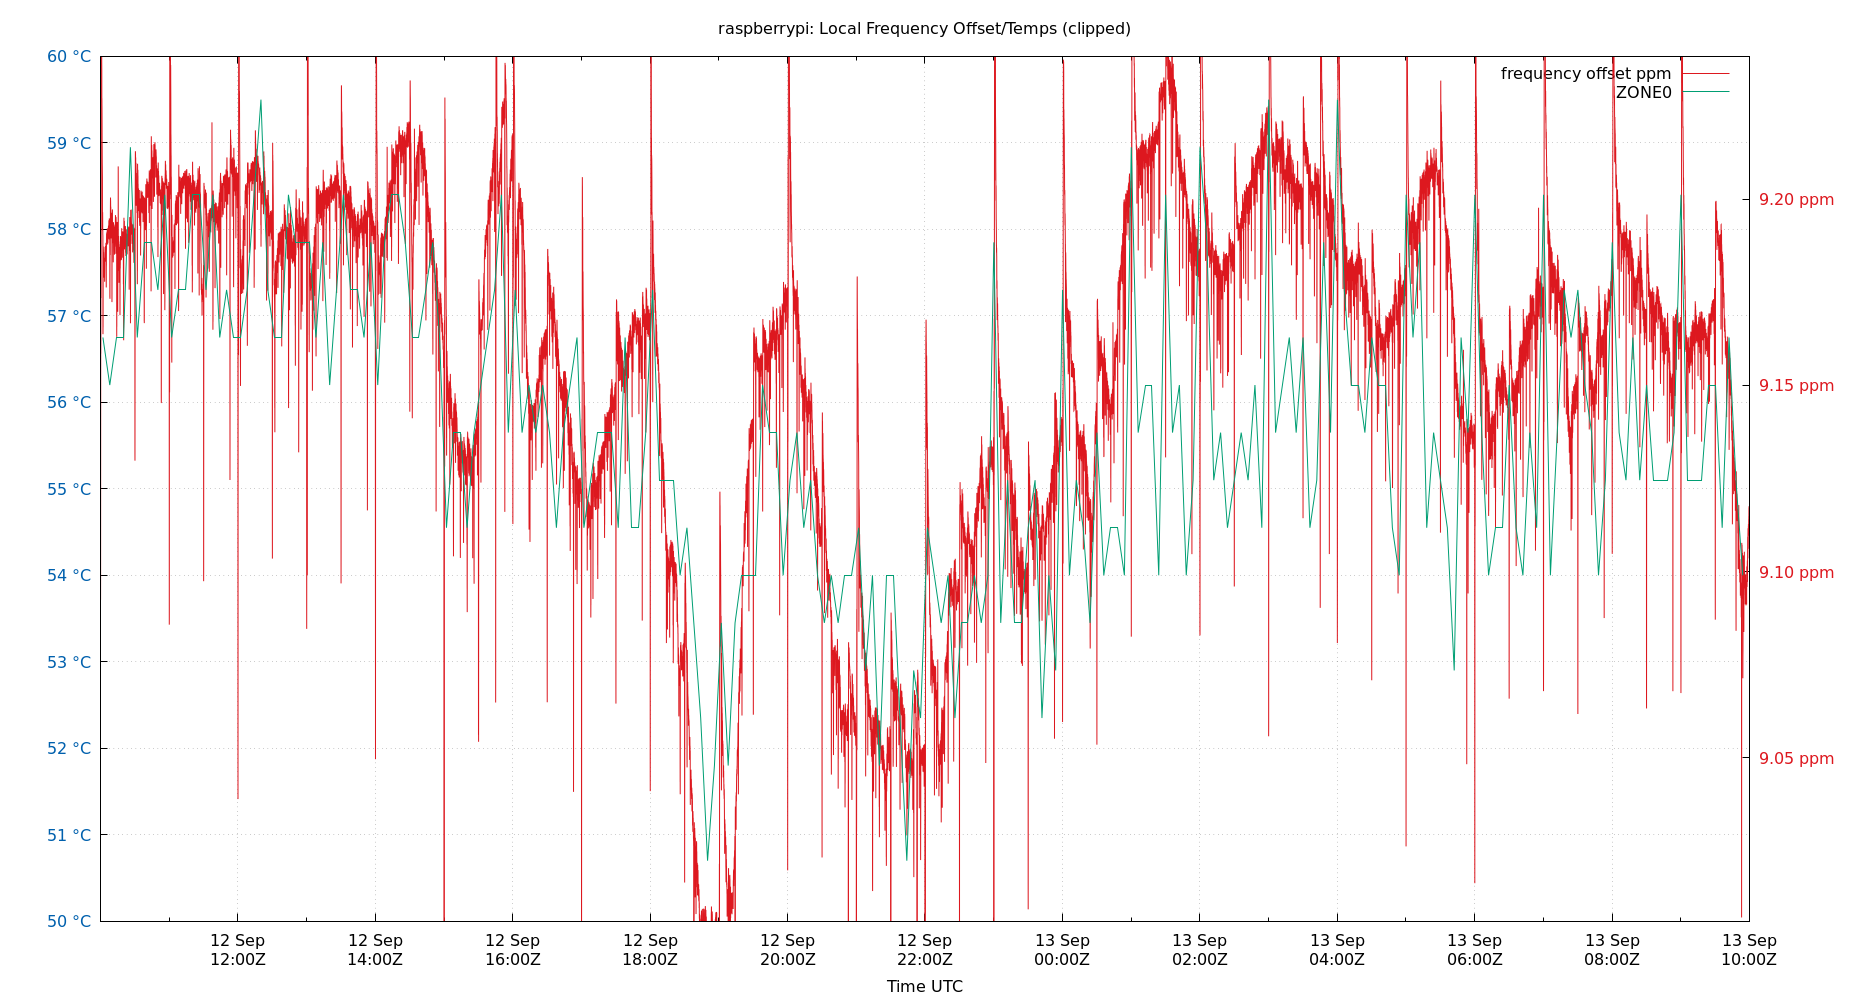 raspberrypi: Local Frequency Offset/Temps (clipped)
60 °C
59 °C
58 °C
57 °C
56 °C
55 °C
54 °C
53 °C
52 °C
51 °C
50 °C
frequency offset ppm
ZONE0
9.20 ppm
9.15 ppm
9.10 ppm
9.05 ppm
12 Sep 12 Sep 12 Sep 12 Sep 12 Sep 12 Sep 13 Sep 13 Sep 13 Sep 13 Sep 13 Sep 13 Sep
12:00Z 14:00Z 16:00Z 18:00Z 20:00Z 22:00Z 00:00Z 02:00Z 04:00Z 06:00Z 08:00Z 10:00Z
Time UTC